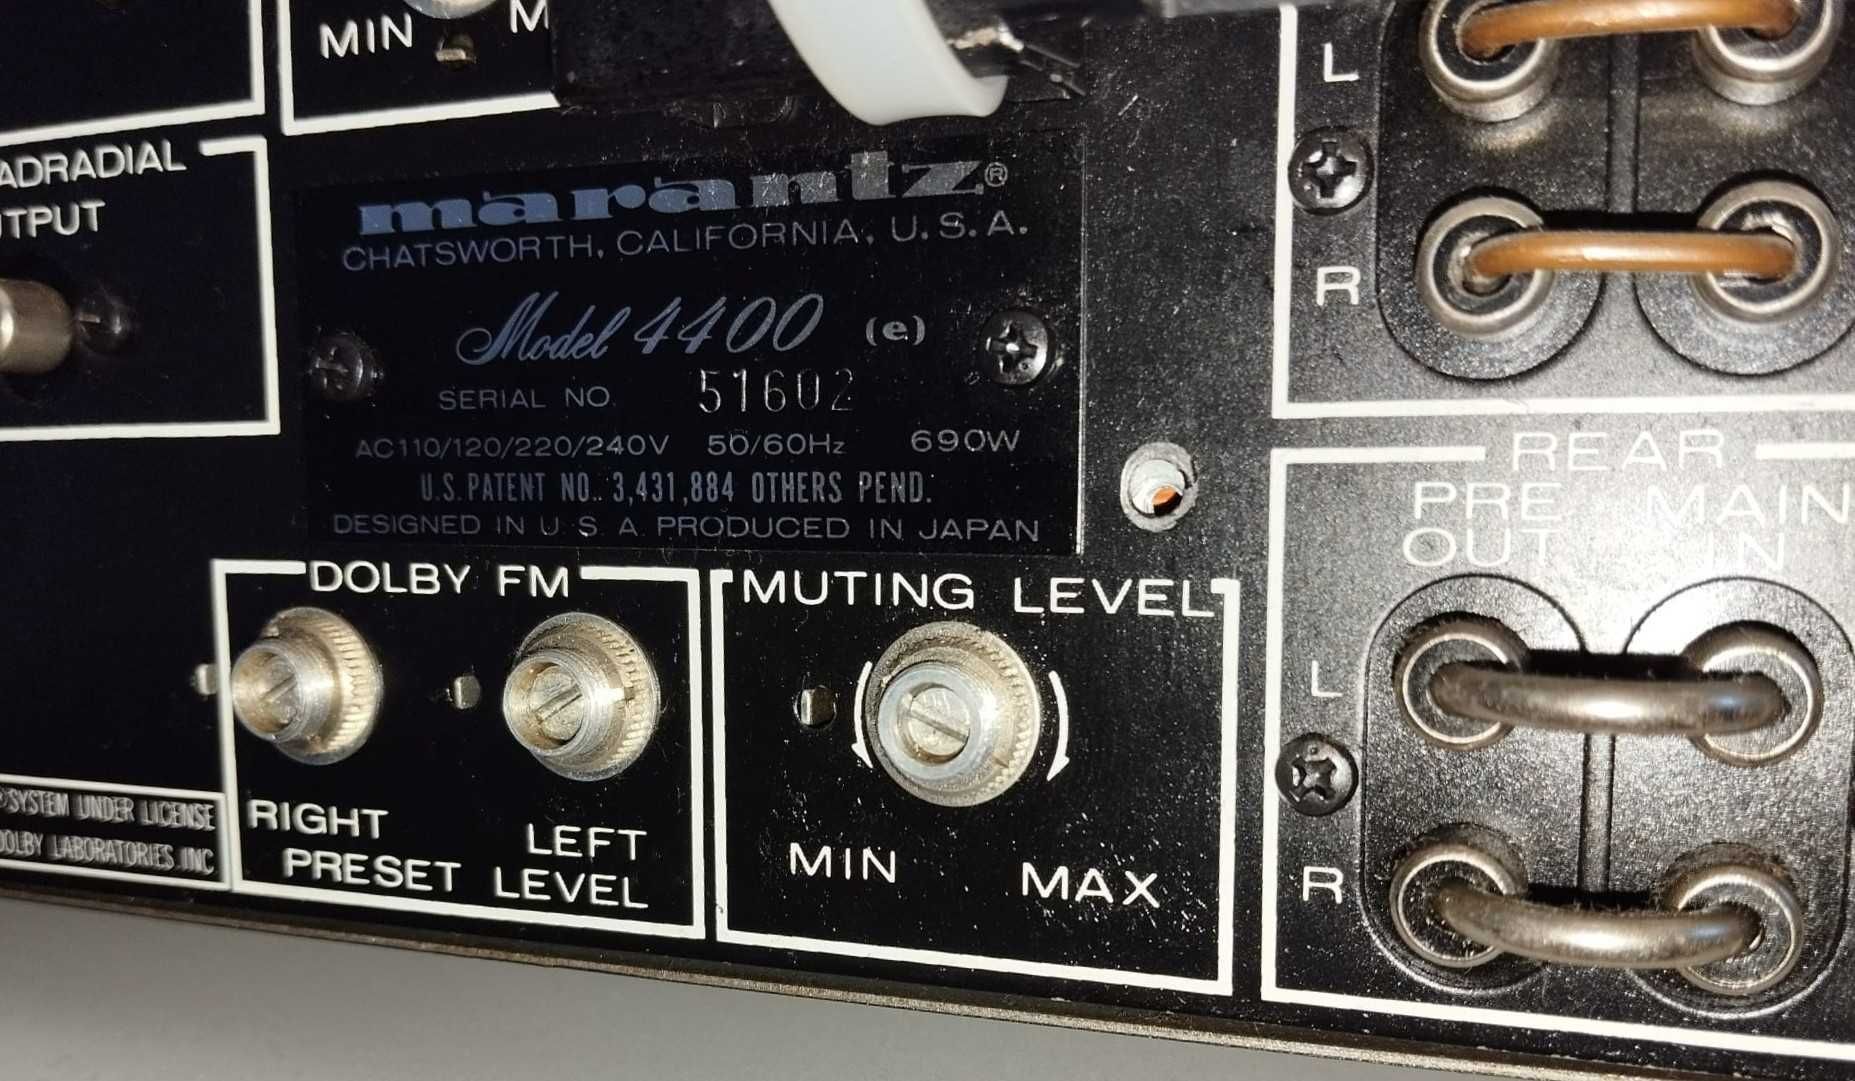 MIN M
ADRADIAL
UTPUT
marantz®
CHATSWORTH, CALIFORNIA, U.S.A.
Model 4400 (e)
SERIAL NO. 51602
AC110/120/220/240V 50/60Hz 690W
U.S. PATENT NO. 3,431,884 OTHERS PEND.
DESIGNED IN U.S.A. PRODUCED IN JAPAN
DOLBY FM
RIGHT LEFT
PRESET LEVEL
SYSTEM UNDER LICENSE
DOLBY LABORATORIES, INC
MUTING LEVEL
MIN MAX
L
R
REAR
PRE MAIN
OUT IN
L
R